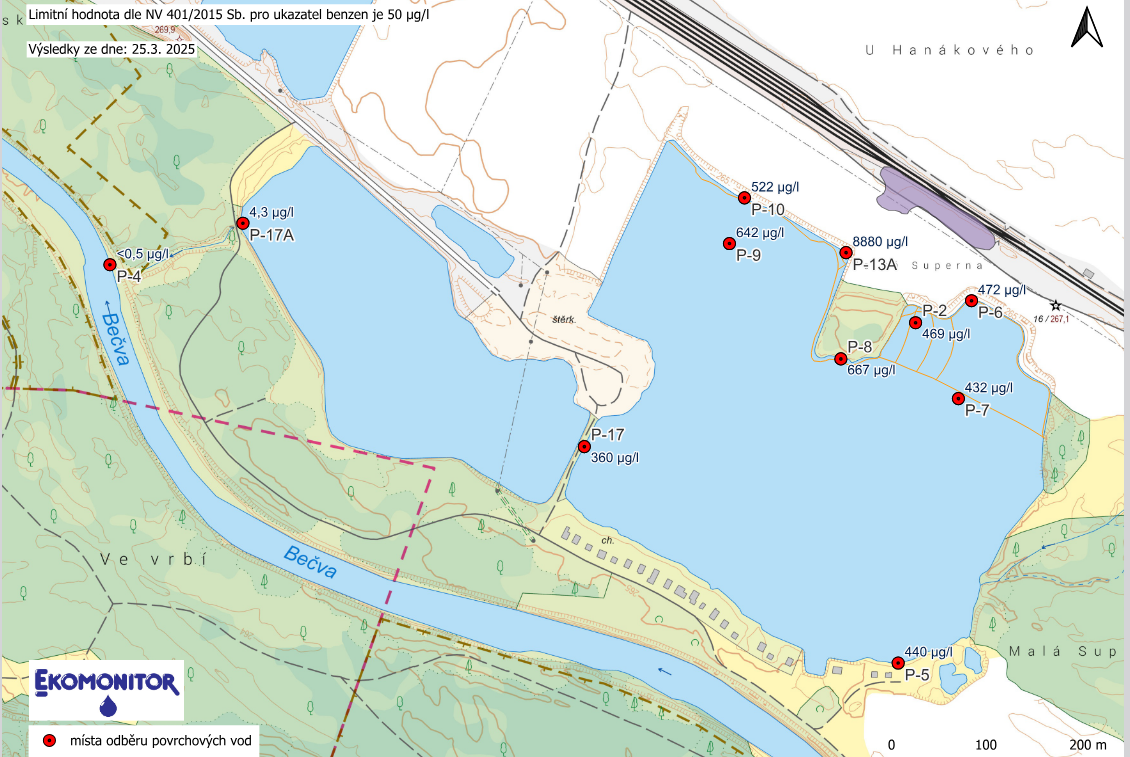 Limitní hodnota dle NV 401/2015 Sb. pro ukazatel benzen je 50 µg/l
269,9
Výsledky ze dne: 25.3. 2025
U Hanákového
522 µg/l
P-10
4,3 µg/l
P-17A
642 µg/l
P-9
8880 µg/l
P-13A
Superna
<0,5 µg/l
P-4
472 µg/l
P-6
P-2
469 µg/l
16 / 267,1
štěrk.
Bečva
P-8
667 µg/l
432 µg/l
P-7
P-17
360 µg/l
ch.
Ve vrbí
Bečva
440 µg/l
P-5
Malá Sup
EKOMONITOR
místa odběru povrchových vod
0 100 200 m